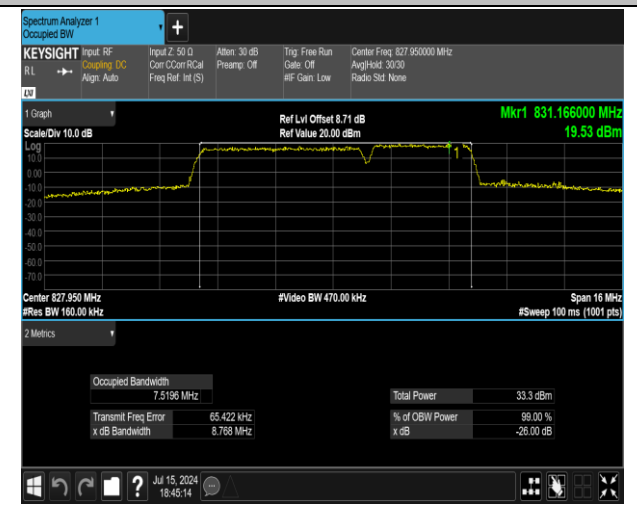 Spectrum Analyzer 1
Occupied BW
+
KEYSIGHT Input: RF Input Z: 50 Ω Atten: 30 dB Trig: Free Run Center Freq: 827.950000 MHz
RL Coupling: DC Corr CCorr RCal Preamp: Off Gate: Off Avg|Hold: 30/30
Align: Auto Freq Ref: Int (S) #IF Gain: Low Radio Std: None
LXI
1 Graph
Scale/Div 10.0 dB
Ref Lvl Offset 8.71 dB
Ref Value 20.00 dBm
Mkr1 831.166000 MHz
19.53 dBm
Log
10.0
0.00
-10.0
-20.0
-30.0
-40.0
-50.0
-60.0
-70.0
1
Center 827.950 MHz #Video BW 470.00 kHz Span 16 MHz
#Res BW 160.00 kHz #Sweep 100 ms (1001 pts)
2 Metrics
Occupied Bandwidth
7.5196 MHz
Total Power 33.3 dBm
Transmit Freq Error 65.422 kHz % of OBW Power 99.00 %
x dB Bandwidth 8.768 MHz x dB -26.00 dB
? Jul 15, 2024
18:45:14